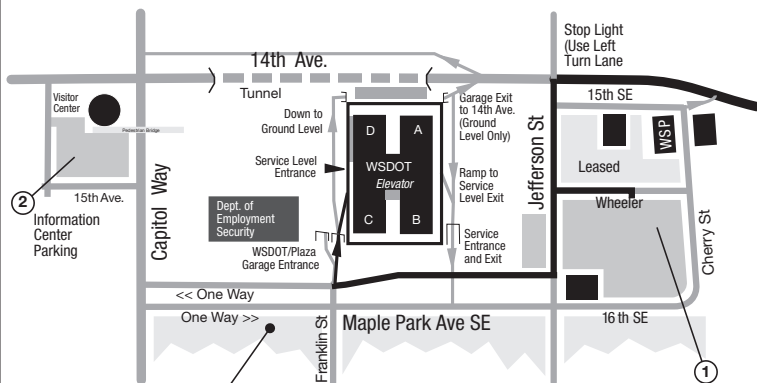 Stop Light
(Use Left
Turn Lane
14th Ave.
Tunnel
Visitor
Center
Pedestrian Bridge
Down to
Ground Level
Garage Exit
to 14th Ave.
(Ground
Level Only)
15th SE
WSP
D
A
Service Level
Entrance
WSDOT
Elevator
Ramp to
Service
Level Exit
Leased
Jefferson St
2
15th Ave.
Information
Center
Parking
Capitol Way
Dept. of
Employment
Security
C
B
Wheeler
Cherry St
WSDOT/Plaza
Garage Entrance
Service
Entrance
and Exit
<< One Way
One Way >>
Franklin St
Maple Park Ave SE
16 th SE
1